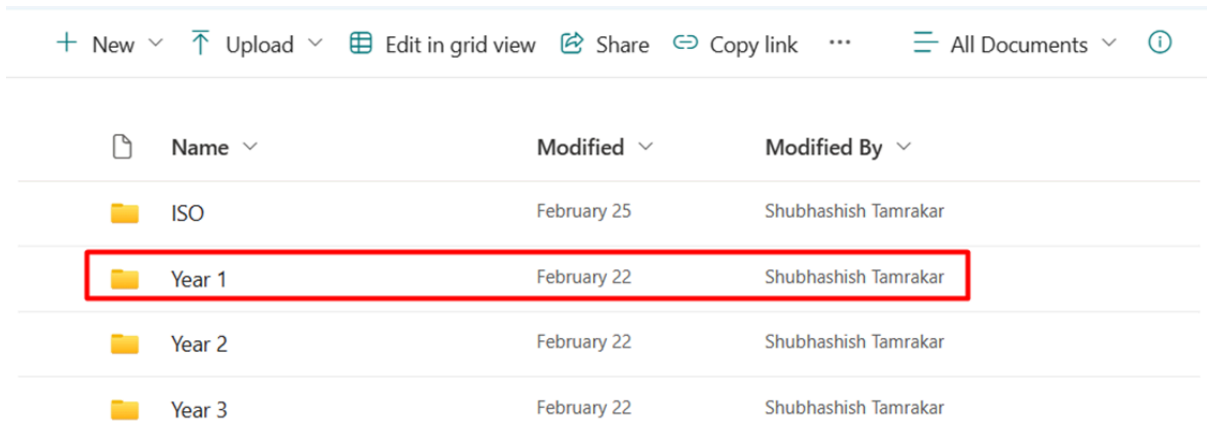 New Upload Edit in grid view Share Copy link ... All Documents
Name Modified Modified By
ISO February 25 Shubhashish Tamrakar
Year 1 February 22 Shubhashish Tamrakar
Year 2 February 22 Shubhashish Tamrakar
Year 3 February 22 Shubhashish Tamrakar